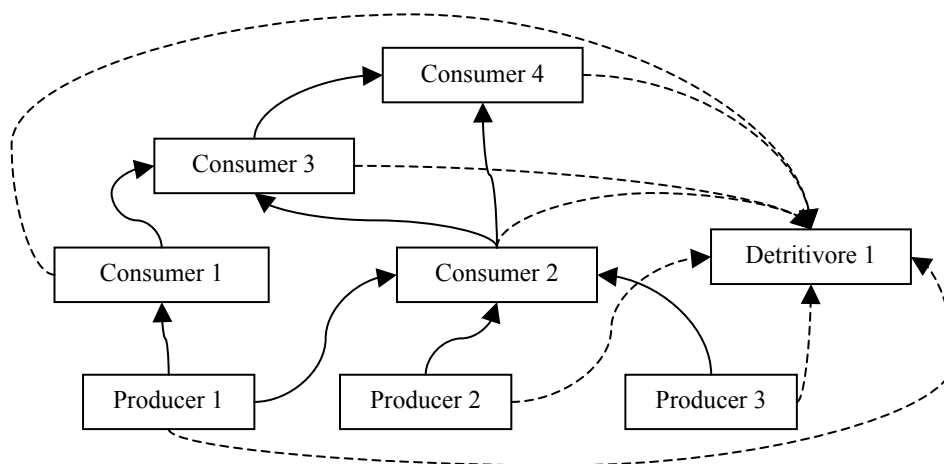 Consumer 4
Consumer 3
Consumer 1
Consumer 2
Detritivore 1
Producer 1
Producer 2
Producer 3